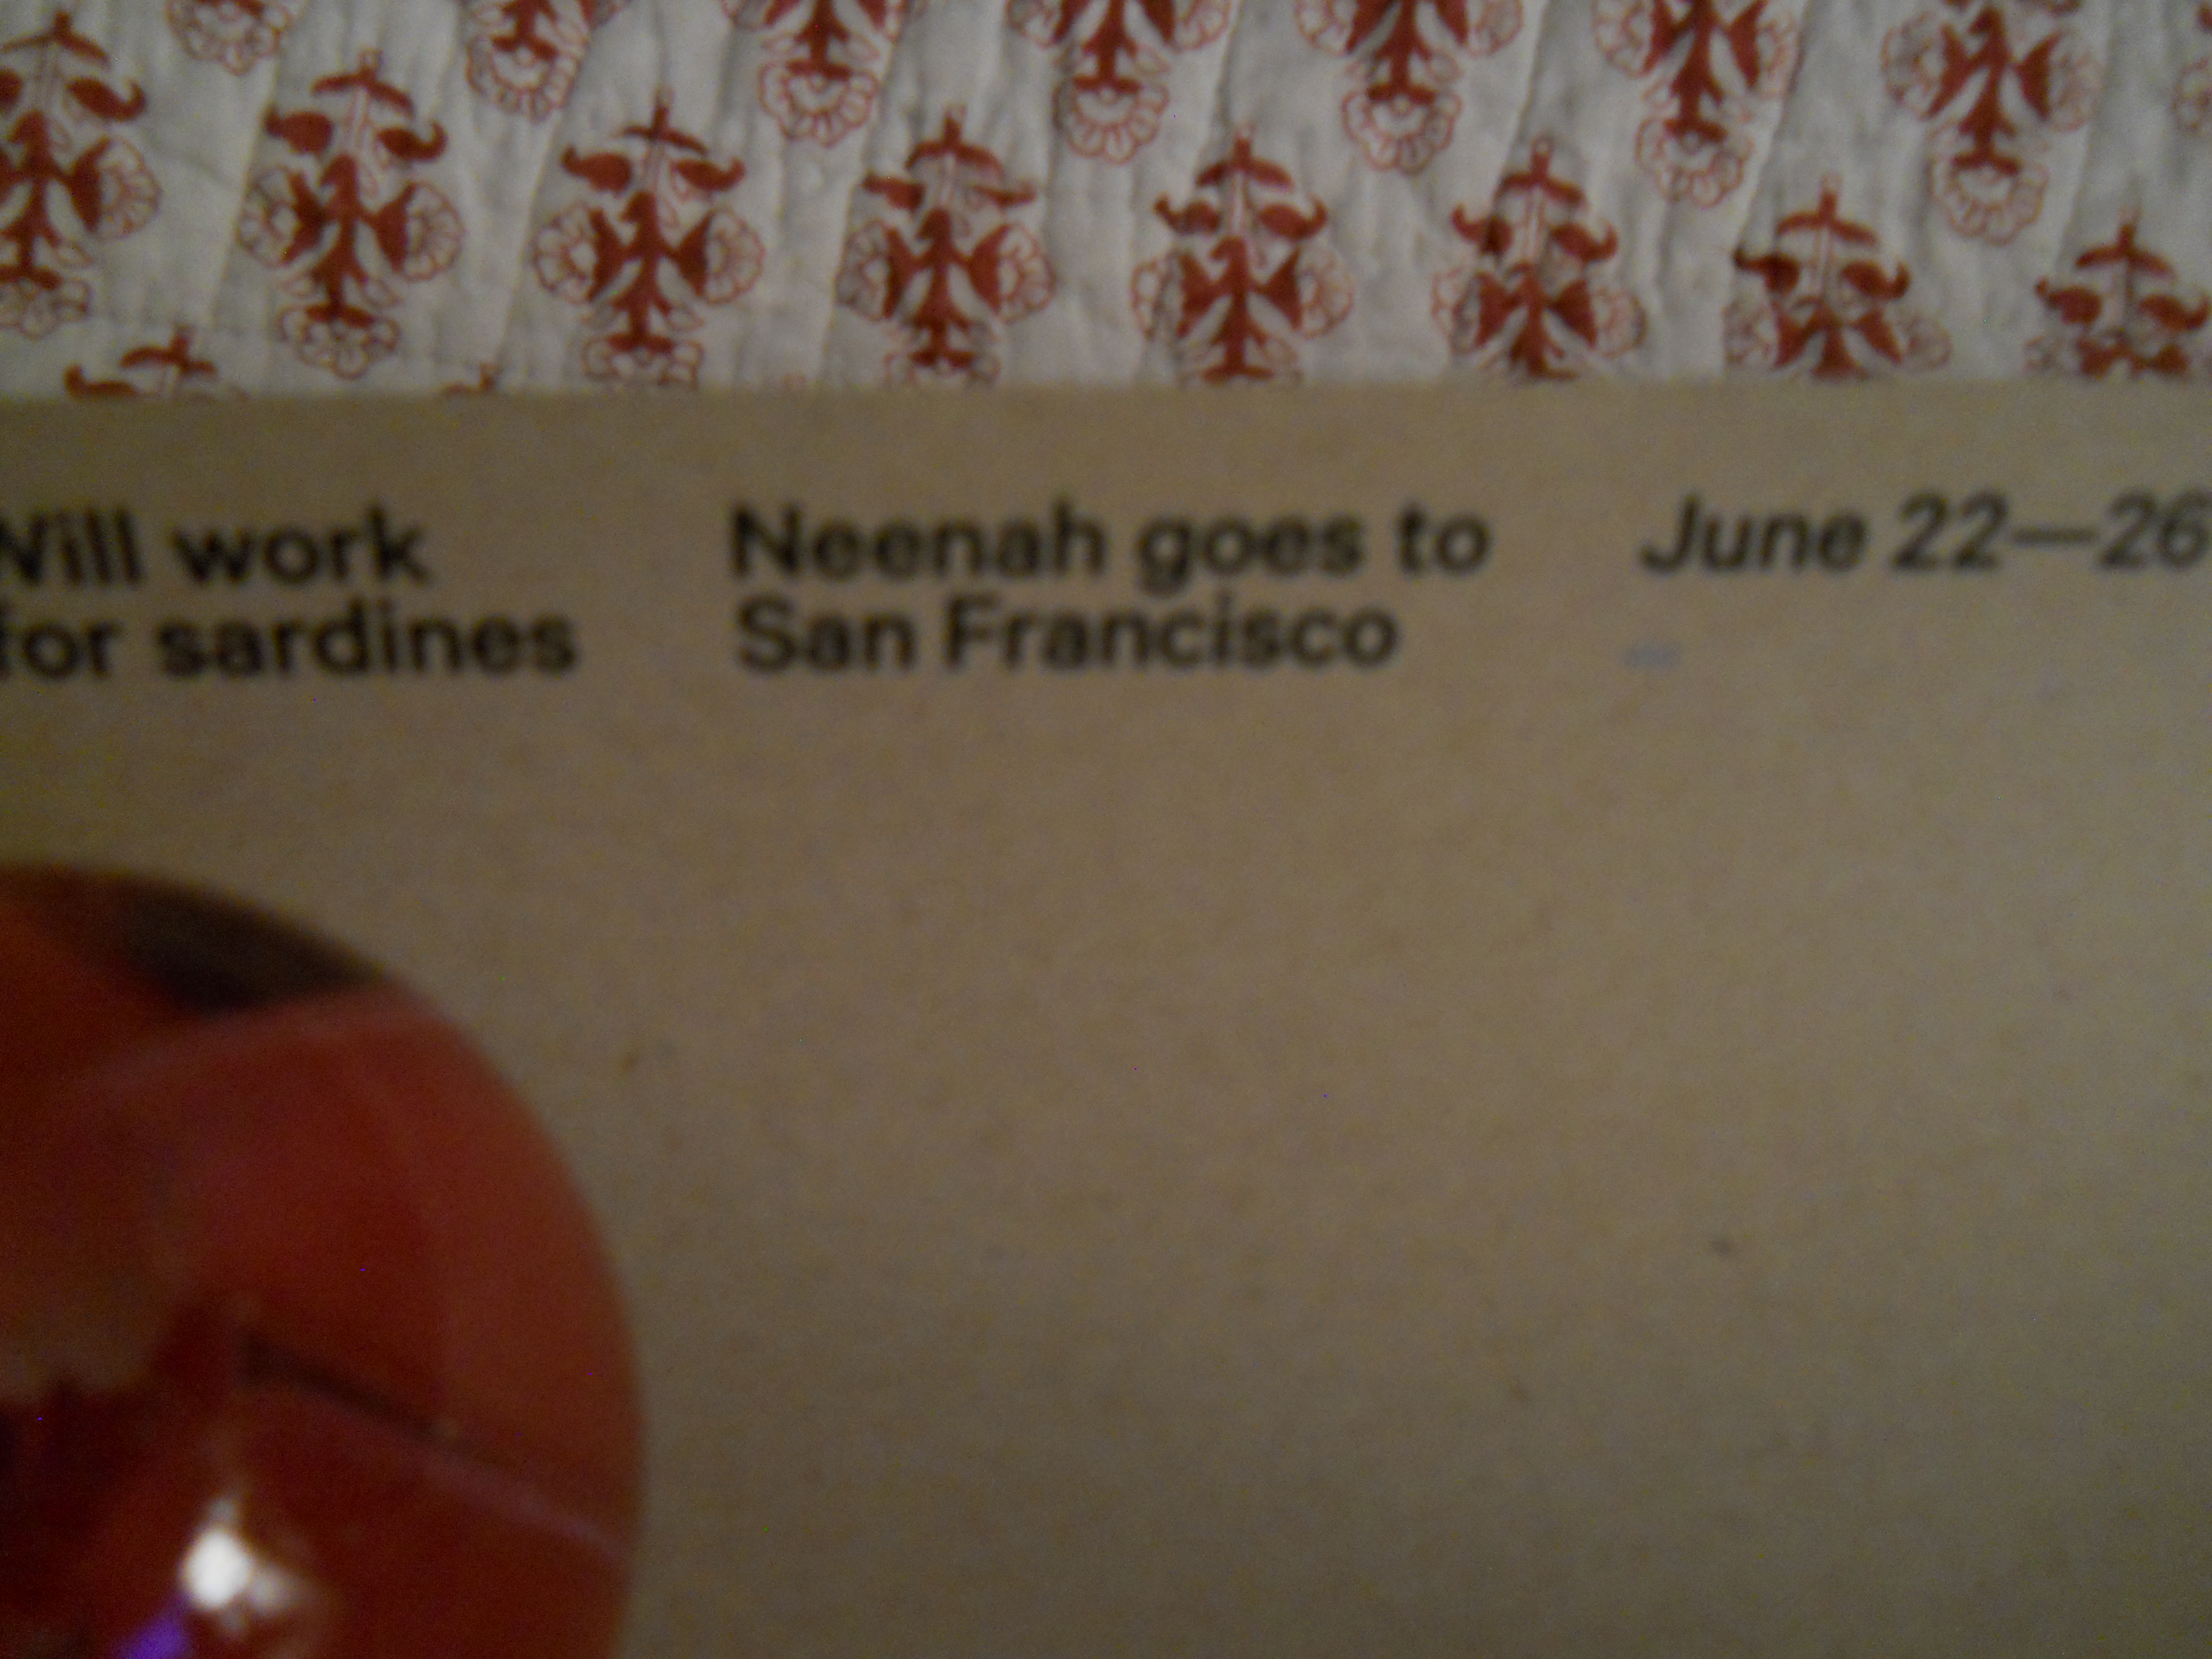 Will work
for sardines
Neenah goes to
San Francisco
June 22—26